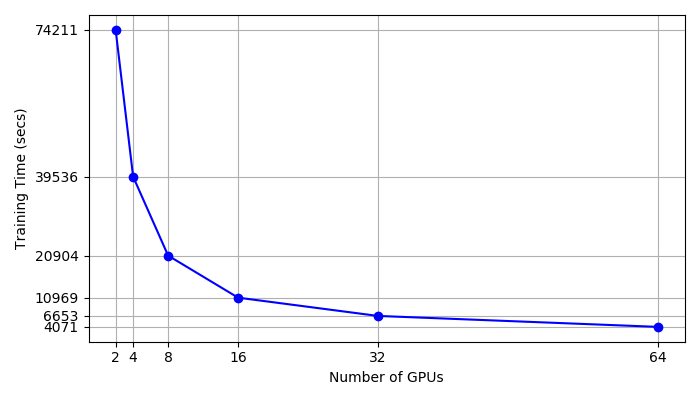 74211
39536
20904
10969
6653
4071
Training Time (secs)
2 4 8 16 32 64
Number of GPUs